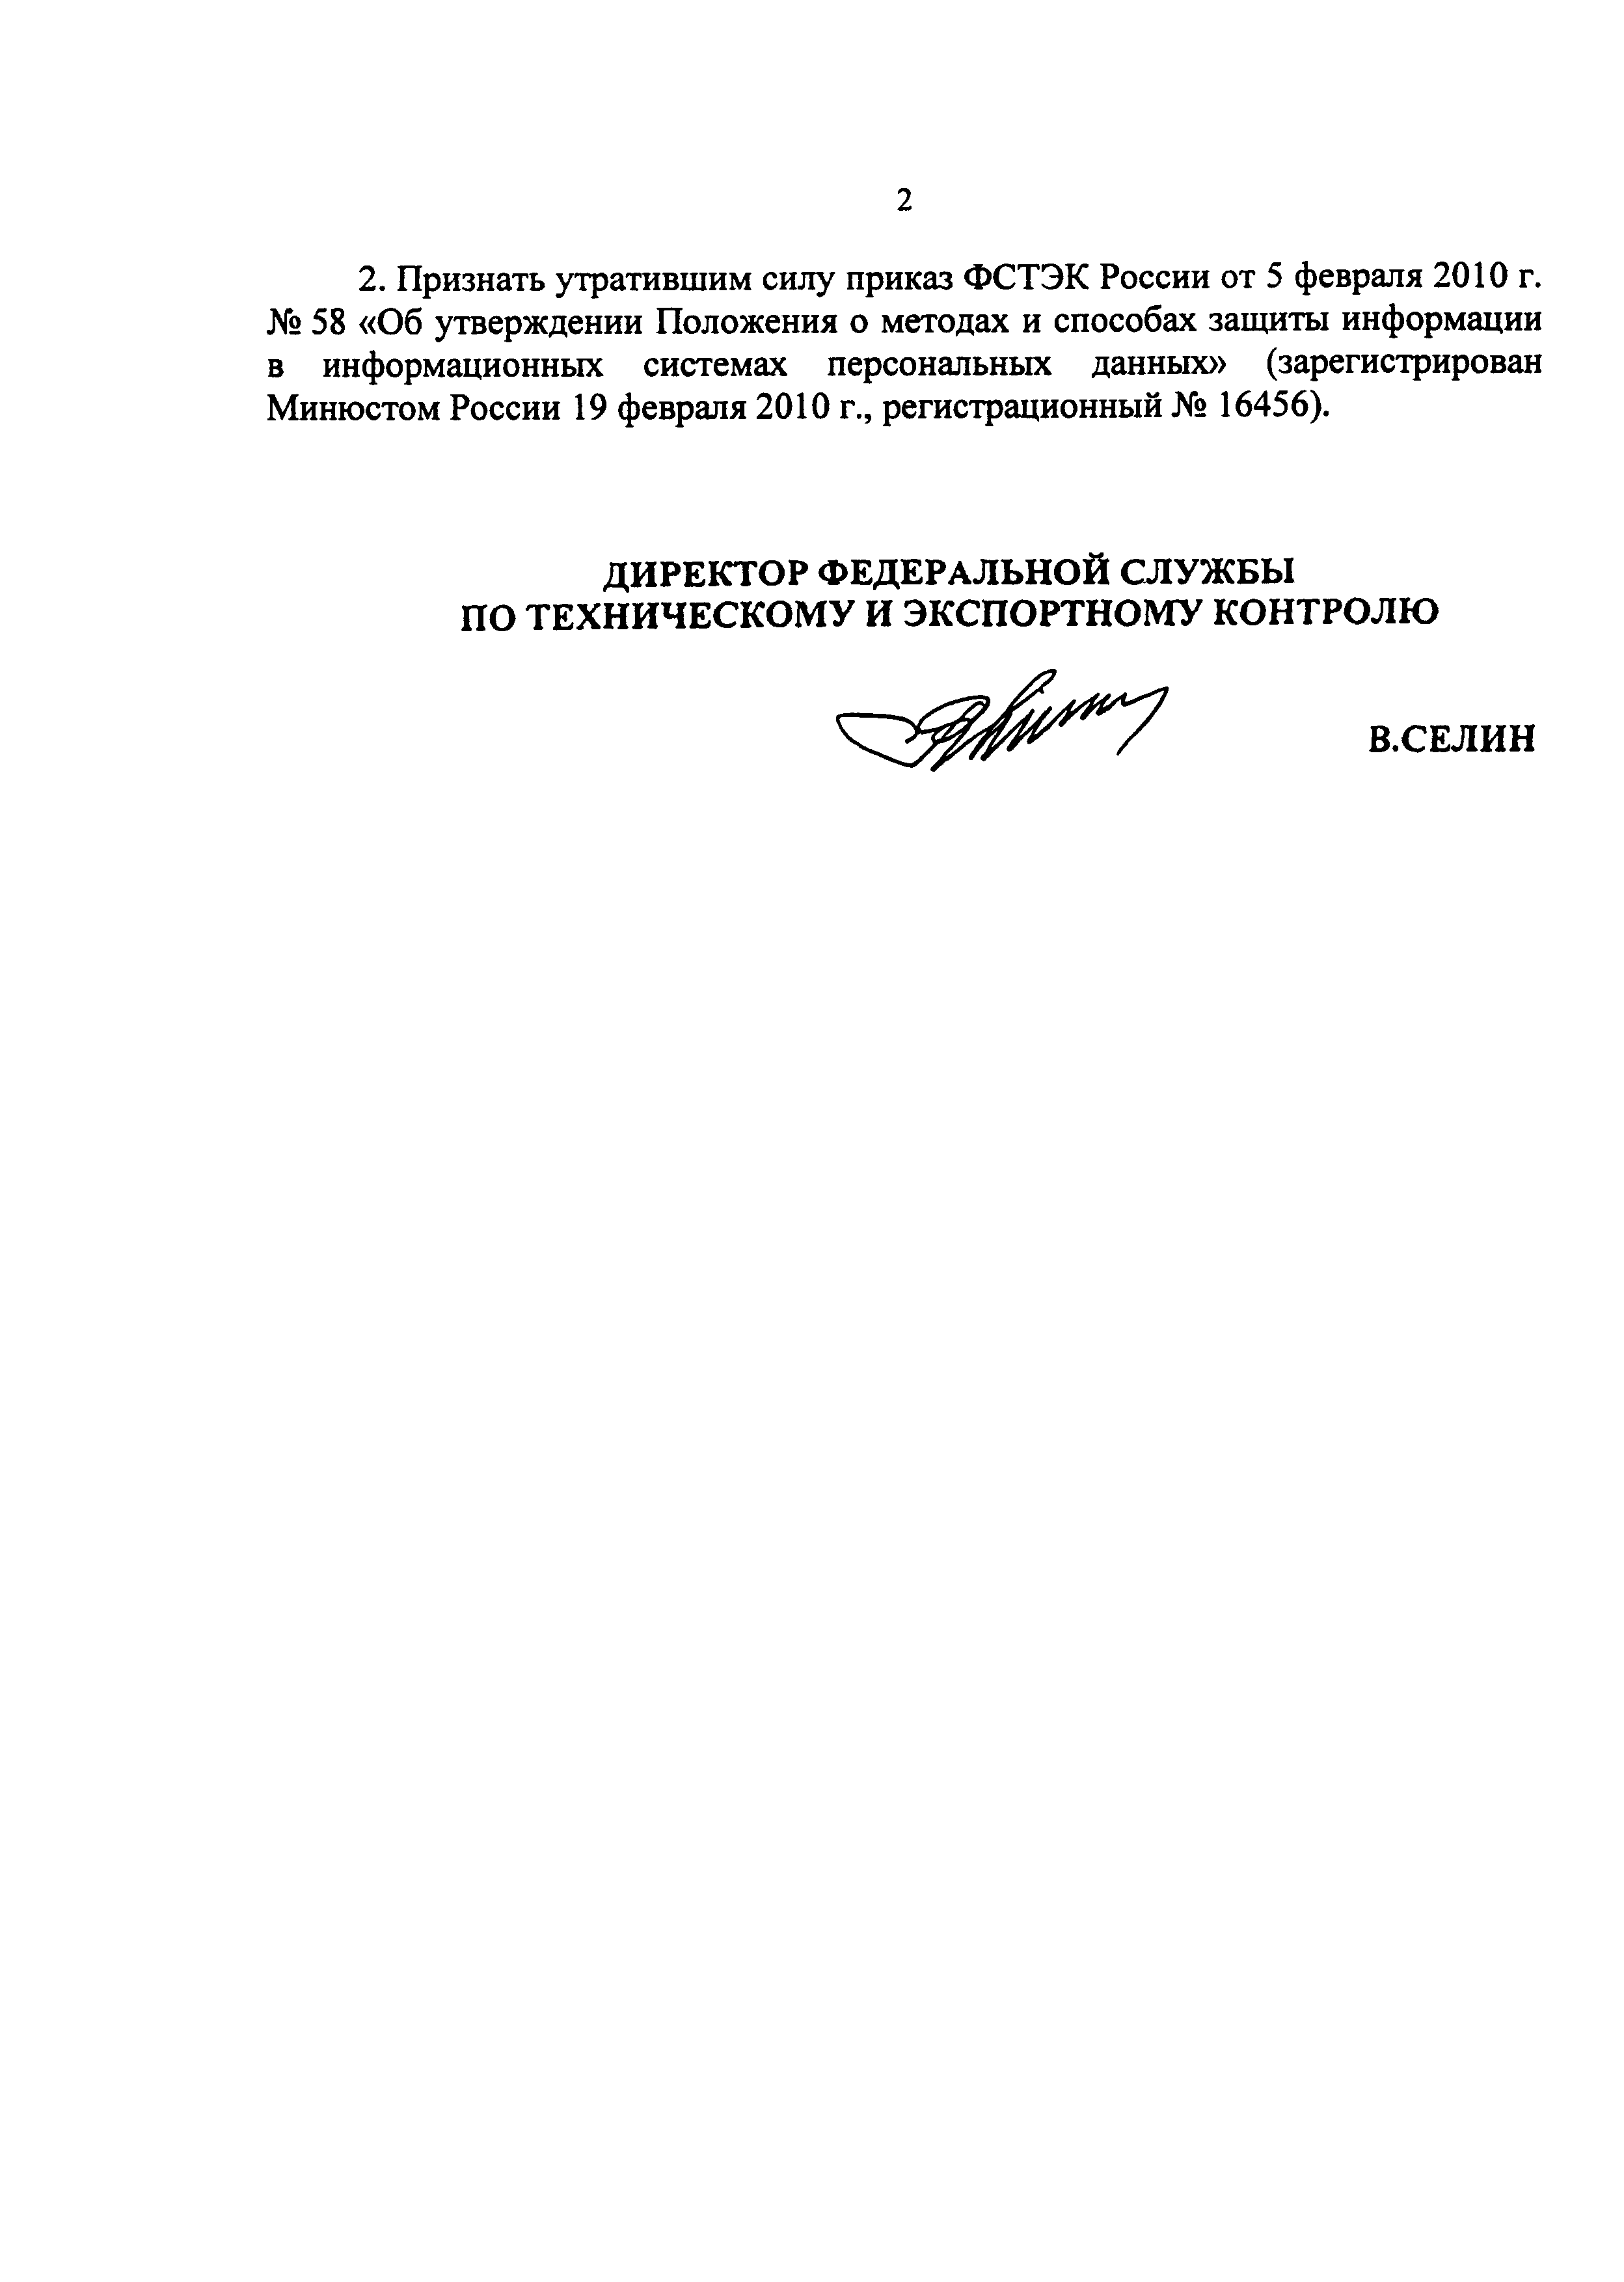 2
2. Признать утратившим силу приказ ФСТЭК России от 5 февраля 2010 г.
№ 58 «Об утверждении Положения о методах и способах защиты информации
в информационных системах персональных данных» (зарегистрирован
Минюстом России 19 февраля 2010 г., регистрационный № 16456).
ДИРЕКТОР ФЕДЕРАЛЬНОЙ СЛУЖБЫ
ПО ТЕХНИЧЕСКОМУ И ЭКСПОРТНОМУ КОНТРОЛЮ
В.СЕЛИН